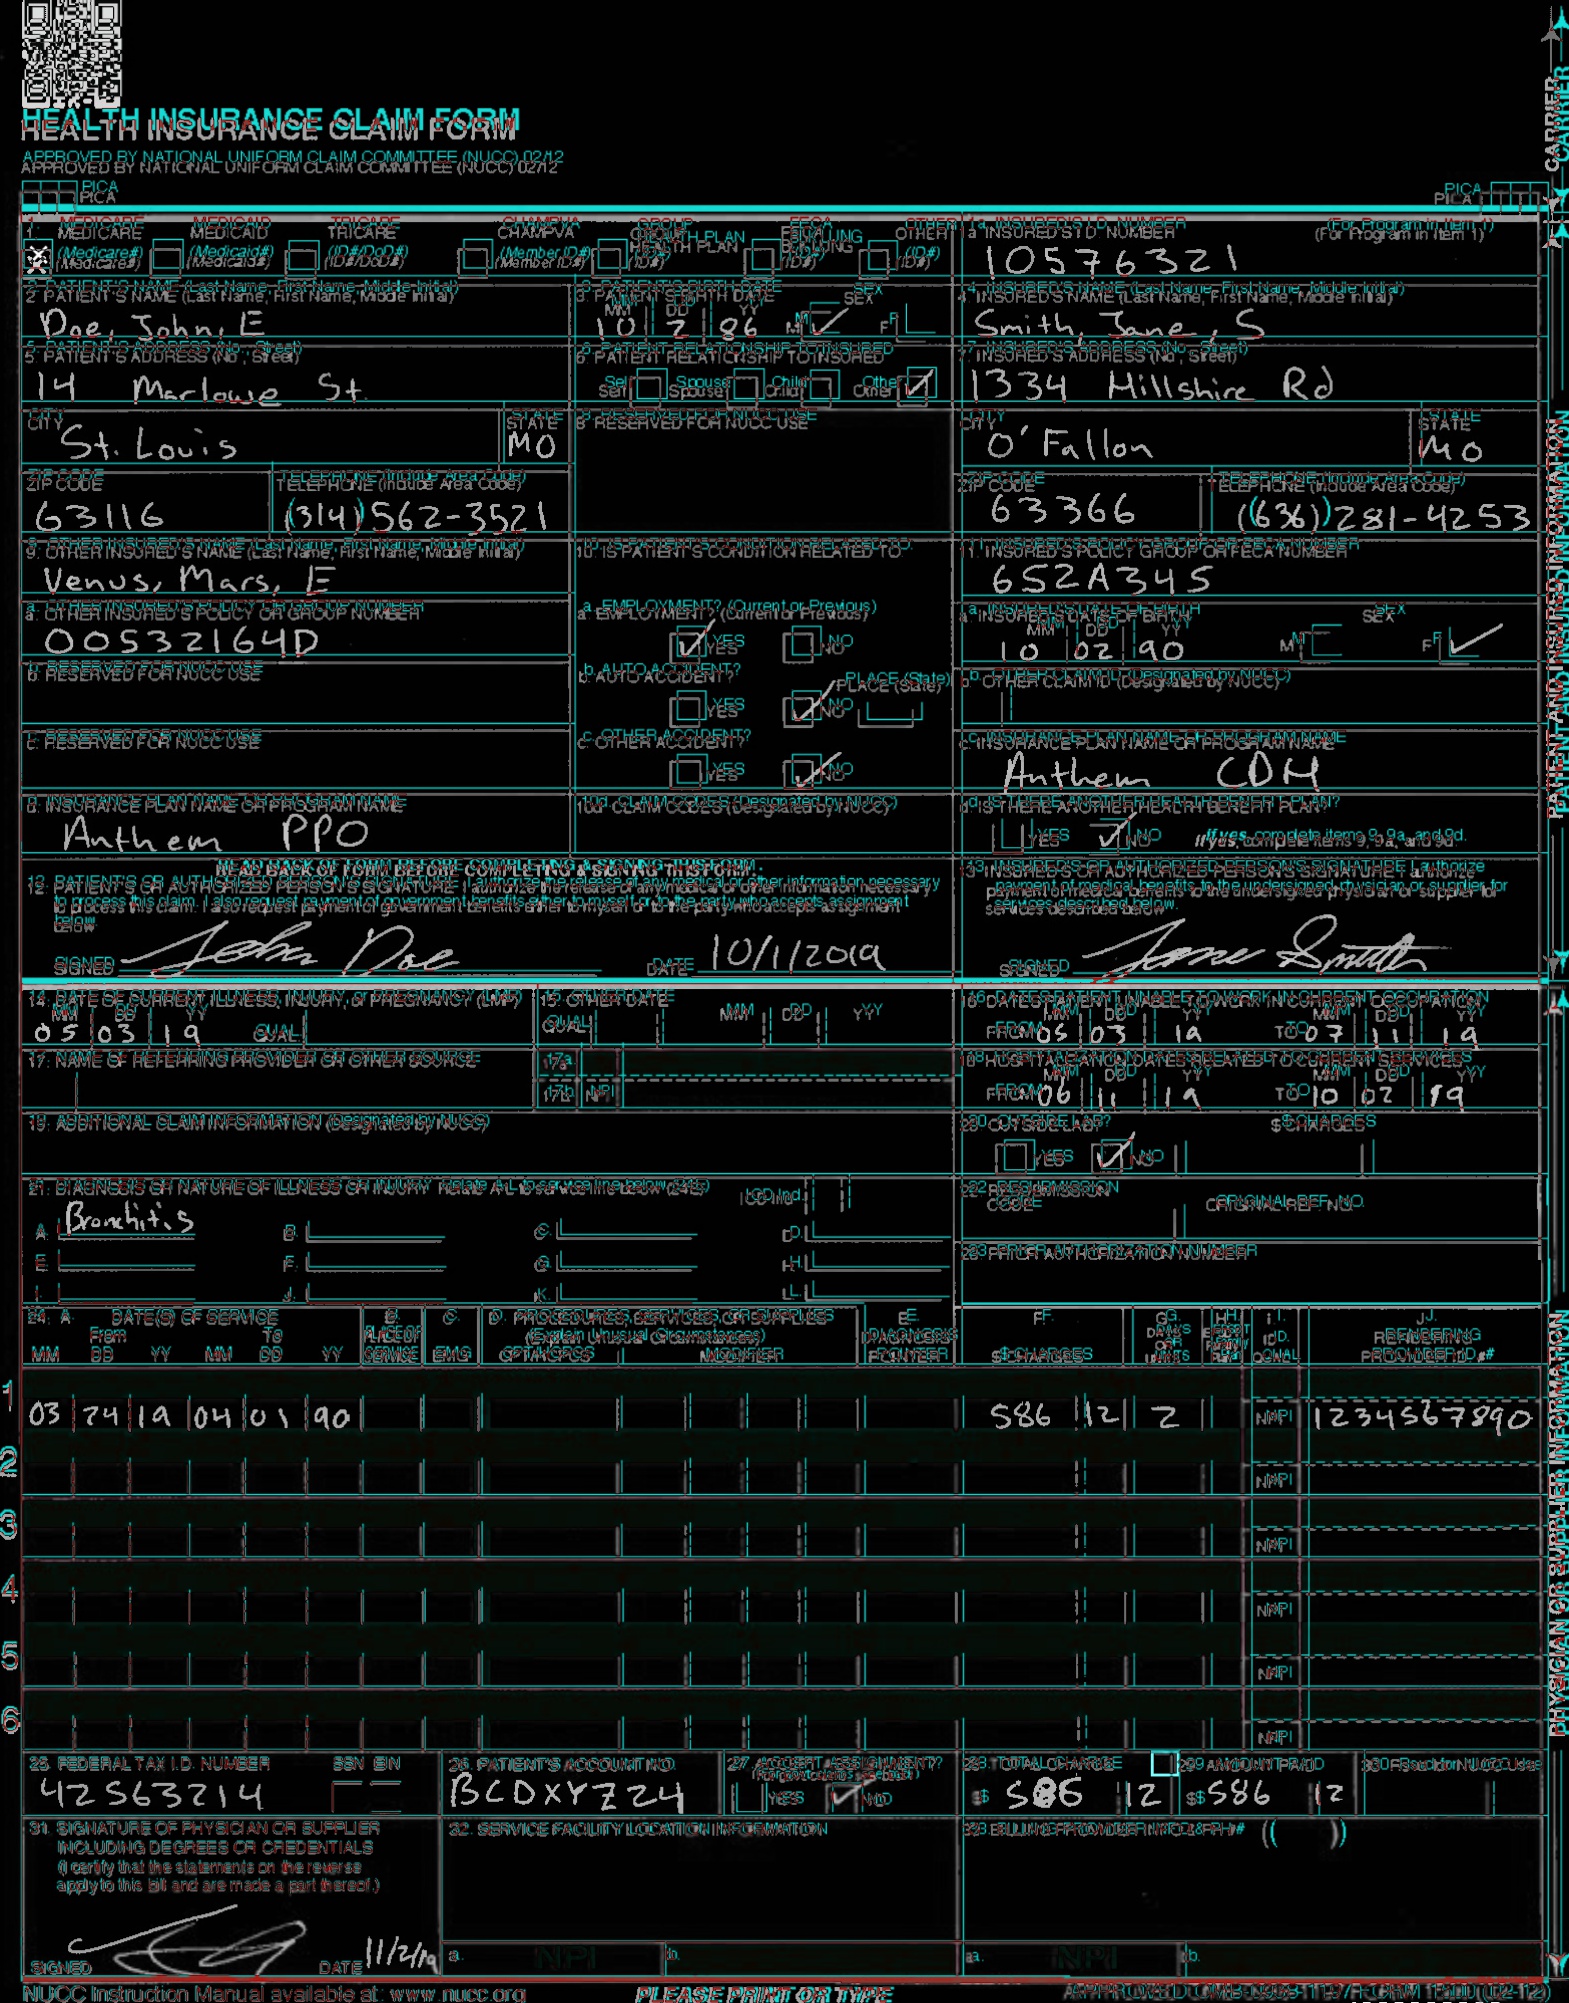 HEALTH INSURANCE CLAIM FORM
APPROVED BY NATIONAL UNIFORM CLAIM COMMITTEE (NUCC) 02/12
PICA PICA
CARRIER
1. MEDICARE MEDICAID TRICARE CHAMPVA GROUP HEALTH PLAN FECA OTHER
(Medicare#) (Medicaid#) (ID#/DoD#) (Member ID#) (ID#) (ID#) (ID#)
1a. INSURED'S I.D. NUMBER (For Program in Item 1)
10576321
2. PATIENT'S NAME (Last Name, First Name, Middle Initial)
Doe, John, E
3. PATIENT'S BIRTH DATE SEX
MM DD YY
10 2 86 M F
4. INSURED'S NAME (Last Name, First Name, Middle Initial)
Smith, Jane, S
5. PATIENT'S ADDRESS (No., Street)
14 Marlowe St.
6. PATIENT RELATIONSHIP TO INSURED
Self Spouse Child Other
7. INSURED'S ADDRESS (No., Street)
1334 Hillshire Rd
CITY STATE
St. Louis MO
8. RESERVED FOR NUCC USE
CITY STATE
O'Fallon MO
ZIP CODE TELEPHONE (Include Area Code)
63116 (314) 562-3521
ZIP CODE TELEPHONE (Include Area Code)
63366 (636) 281-4253
9. OTHER INSURED'S NAME (Last Name, First Name, Middle Initial)
Venus, Mars, E
10. IS PATIENT'S CONDITION RELATED TO:
11. INSURED'S POLICY GROUP OR FECA NUMBER
652A345
a. OTHER INSURED'S POLICY OR GROUP NUMBER
00532164D
a. EMPLOYMENT? (Current or Previous)
YES NO
a. INSURED'S DATE OF BIRTH SEX
MM DD YY
10 02 90 M F
b. RESERVED FOR NUCC USE
b. AUTO ACCIDENT? PLACE (State)
YES NO
b. OTHER CLAIM ID (Designated by NUCC)
c. RESERVED FOR NUCC USE
c. OTHER ACCIDENT?
YES NO
c. INSURANCE PLAN NAME OR PROGRAM NAME
Anthem CDH
d. INSURANCE PLAN NAME OR PROGRAM NAME
Anthem PPO
10d. CLAIM CODES (Designated by NUCC)
d. IS THERE ANOTHER HEALTH BENEFIT PLAN?
YES NO If yes, complete items 9, 9a, and 9d.
READ BACK OF FORM BEFORE COMPLETING & SIGNING THIS FORM.
12. PATIENT'S OR AUTHORIZED PERSON'S SIGNATURE I authorize the release of any medical or other information necessary
to process this claim. I also request payment of government benefits either to myself or to the party who accepts assignment
below.
SIGNED John Doe DATE 10/1/2019
13. INSURED'S OR AUTHORIZED PERSON'S SIGNATURE I authorize
payment of medical benefits to the undersigned physician or supplier for
services described below.
SIGNED Jane Smith
PATIENT AND INSURED INFORMATION
14. DATE OF CURRENT ILLNESS, INJURY, or PREGNANCY (LMP)
MM DD YY
05 03 19 QUAL.
15. OTHER DATE
QUAL. MM DD YY
16. DATES PATIENT UNABLE TO WORK IN CURRENT OCCUPATION
MM DD YY MM DD YY
FROM 05 03 19 TO 07 11 19
17. NAME OF REFERRING PROVIDER OR OTHER SOURCE
17a.
17b. NPI
18. HOSPITALIZATION DATES RELATED TO CURRENT SERVICES
MM DD YY MM DD YY
FROM 06 11 19 TO 10 02 19
19. ADDITIONAL CLAIM INFORMATION (Designated by NUCC)
20. OUTSIDE LAB? $ CHARGES
YES NO
21. DIAGNOSIS OR NATURE OF ILLNESS OR INJURY Relate A-L to service line below (24E) ICD Ind.
A. Bronchitis B. C. D.
E. F. G. H.
I. J. K. L.
22. RESUBMISSION CODE ORIGINAL REF. NO.
23. PRIOR AUTHORIZATION NUMBER
24. A. DATE(S) OF SERVICE B. C. D. PROCEDURES, SERVICES, OR SUPPLIES E. F. G. H. I. J.
From To PLACE OF (Explain Unusual Circumstances) DIAGNOSIS DAYS OR ID. RENDERING
MM DD YY MM DD YY SERVICE EMG CPT/HCPCS MODIFIER POINTER $ CHARGES UNITS QUAL. PROVIDER ID. #
1 03 24 19 04 01 90 586 12 2 NPI 1234567890
2 NPI
3 NPI
4 NPI
5 NPI
6 NPI
PHYSICIAN OR SUPPLIER INFORMATION
25. FEDERAL TAX I.D. NUMBER SSN EIN
42563214
26. PATIENT'S ACCOUNT NO.
BCDXYZ24
27. ACCEPT ASSIGNMENT?
YES NO
28. TOTAL CHARGE
$ 586 12
29. AMOUNT PAID
$ 586 12
30. Rsvd for NUCC Use
31. SIGNATURE OF PHYSICIAN OR SUPPLIER
INCLUDING DEGREES OR CREDENTIALS
(I certify that the statements on the reverse
apply to this bill and are made a part thereof.)
SIGNED DATE 11/2/19
32. SERVICE FACILITY LOCATION INFORMATION
a. NPI b.
33. BILLING PROVIDER INFO & PH # ( )
a. NPI b.
NUCC Instruction Manual available at: www.nucc.org
PLEASE PRINT OR TYPE